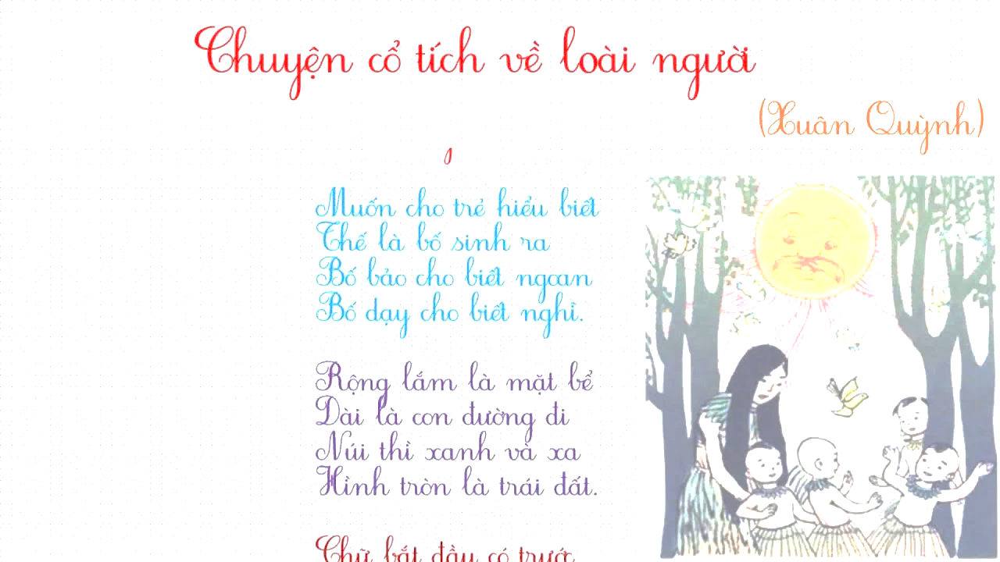 Chuyện cổ tích về loài người
(Xuân Quỳnh)
Muốn cho trẻ hiểu biết
Thế là bố sinh ra
Bố bảo cho biết ngoan
Bố dạy cho biết nghĩ.
Rộng lắm là mặt bể
Dài là con đường đi
Núi thì xanh và xa
Hình tròn là trái đất.
Chữ bắt đầu có trước